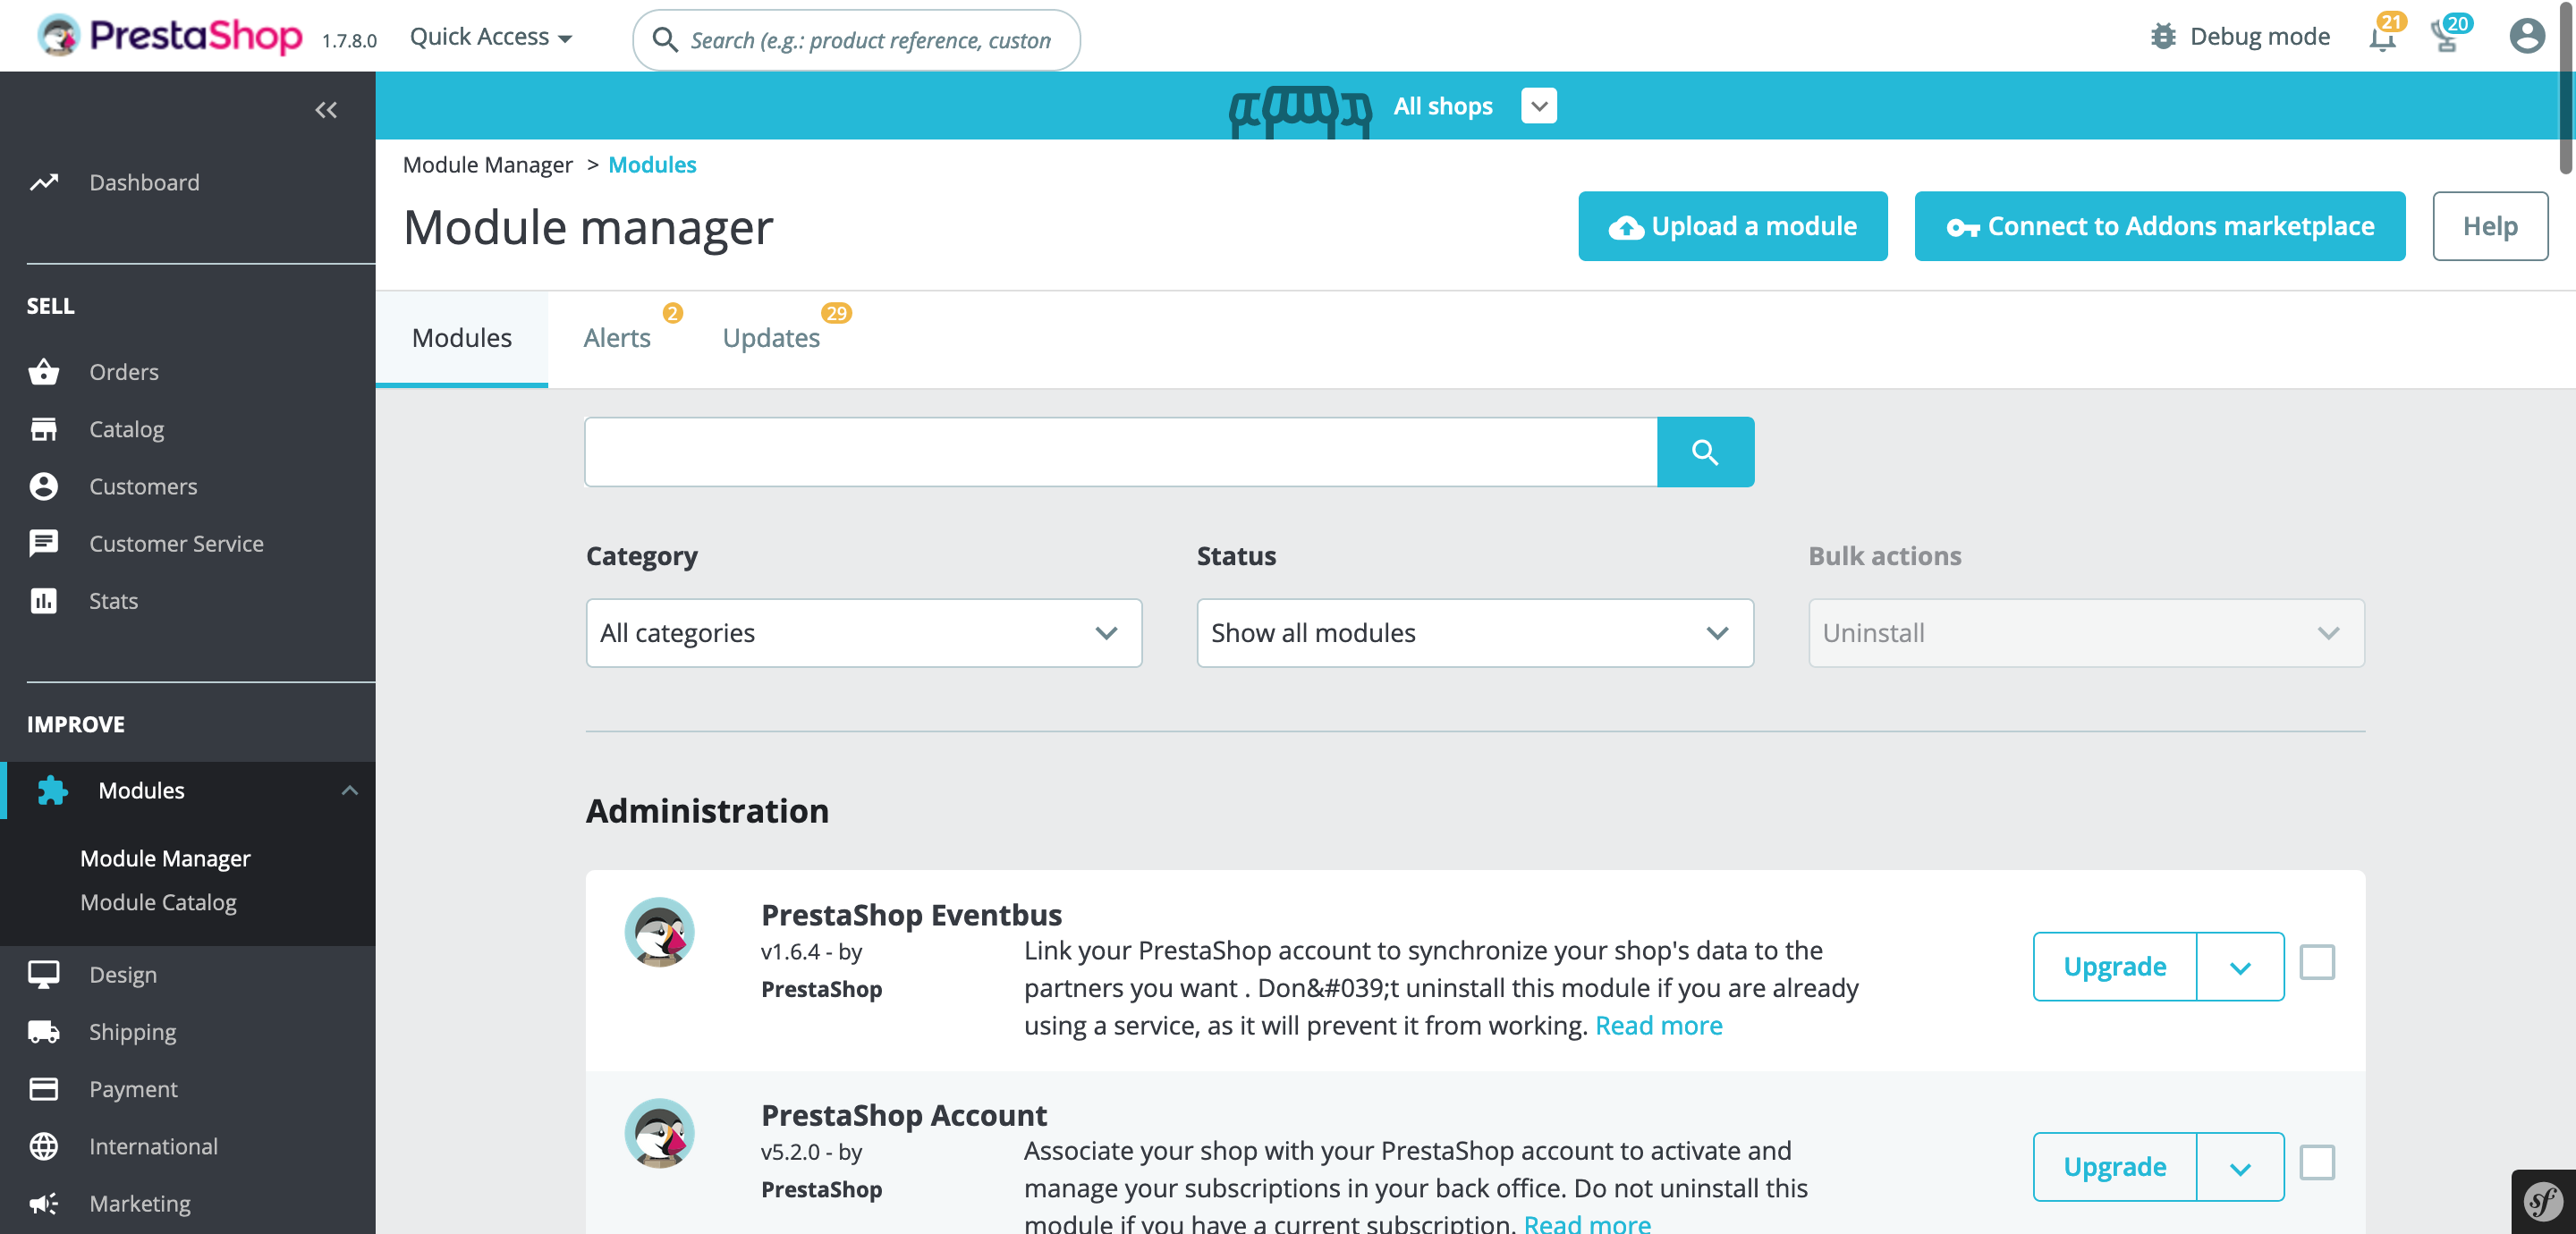 PrestaShop 1.7.8.0 Quick Access Search (e.g.: product reference, custon Debug mode 21 20
All shops
Dashboard
SELL
Orders
Catalog
Customers
Customer Service
Stats
IMPROVE
Modules
Module Manager
Module Catalog
Design
Shipping
Payment
International
Marketing
Module Manager > Modules
Module manager
Upload a module
Connect to Addons marketplace
Help
Modules
Alerts 2
Updates 29
Category
All categories
Status
Show all modules
Bulk actions
Uninstall
Administration
PrestaShop Eventbus
v1.6.4 - by
PrestaShop
Link your PrestaShop account to synchronize your shop's data to the
partners you want . Don&#039;t uninstall this module if you are already
using a service, as it will prevent it from working. Read more
Upgrade
PrestaShop Account
v5.2.0 - by
PrestaShop
Associate your shop with your PrestaShop account to activate and
manage your subscriptions in your back office. Do not uninstall this
module if you have a current subscription. Read more
Upgrade
sf